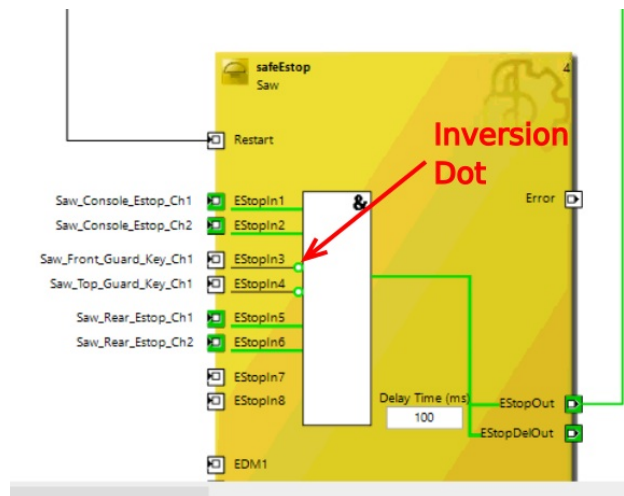 safeEstop
4
Saw
Restart
Inversion
Dot
Saw_Console_Estop_Ch1
EStopIn1
&
Error
Saw_Console_Estop_Ch2
EStopIn2
Saw_Front_Guard_Key_Ch1
EStopIn3
Saw_Top_Guard_Key_Ch1
EStopIn4
Saw_Rear_Estop_Ch1
EStopIn5
Saw_Rear_Estop_Ch2
EStopIn6
EStopIn7
EStopIn8
Delay Time (ms)
100
EStopOut
EStopDelOut
EDM1